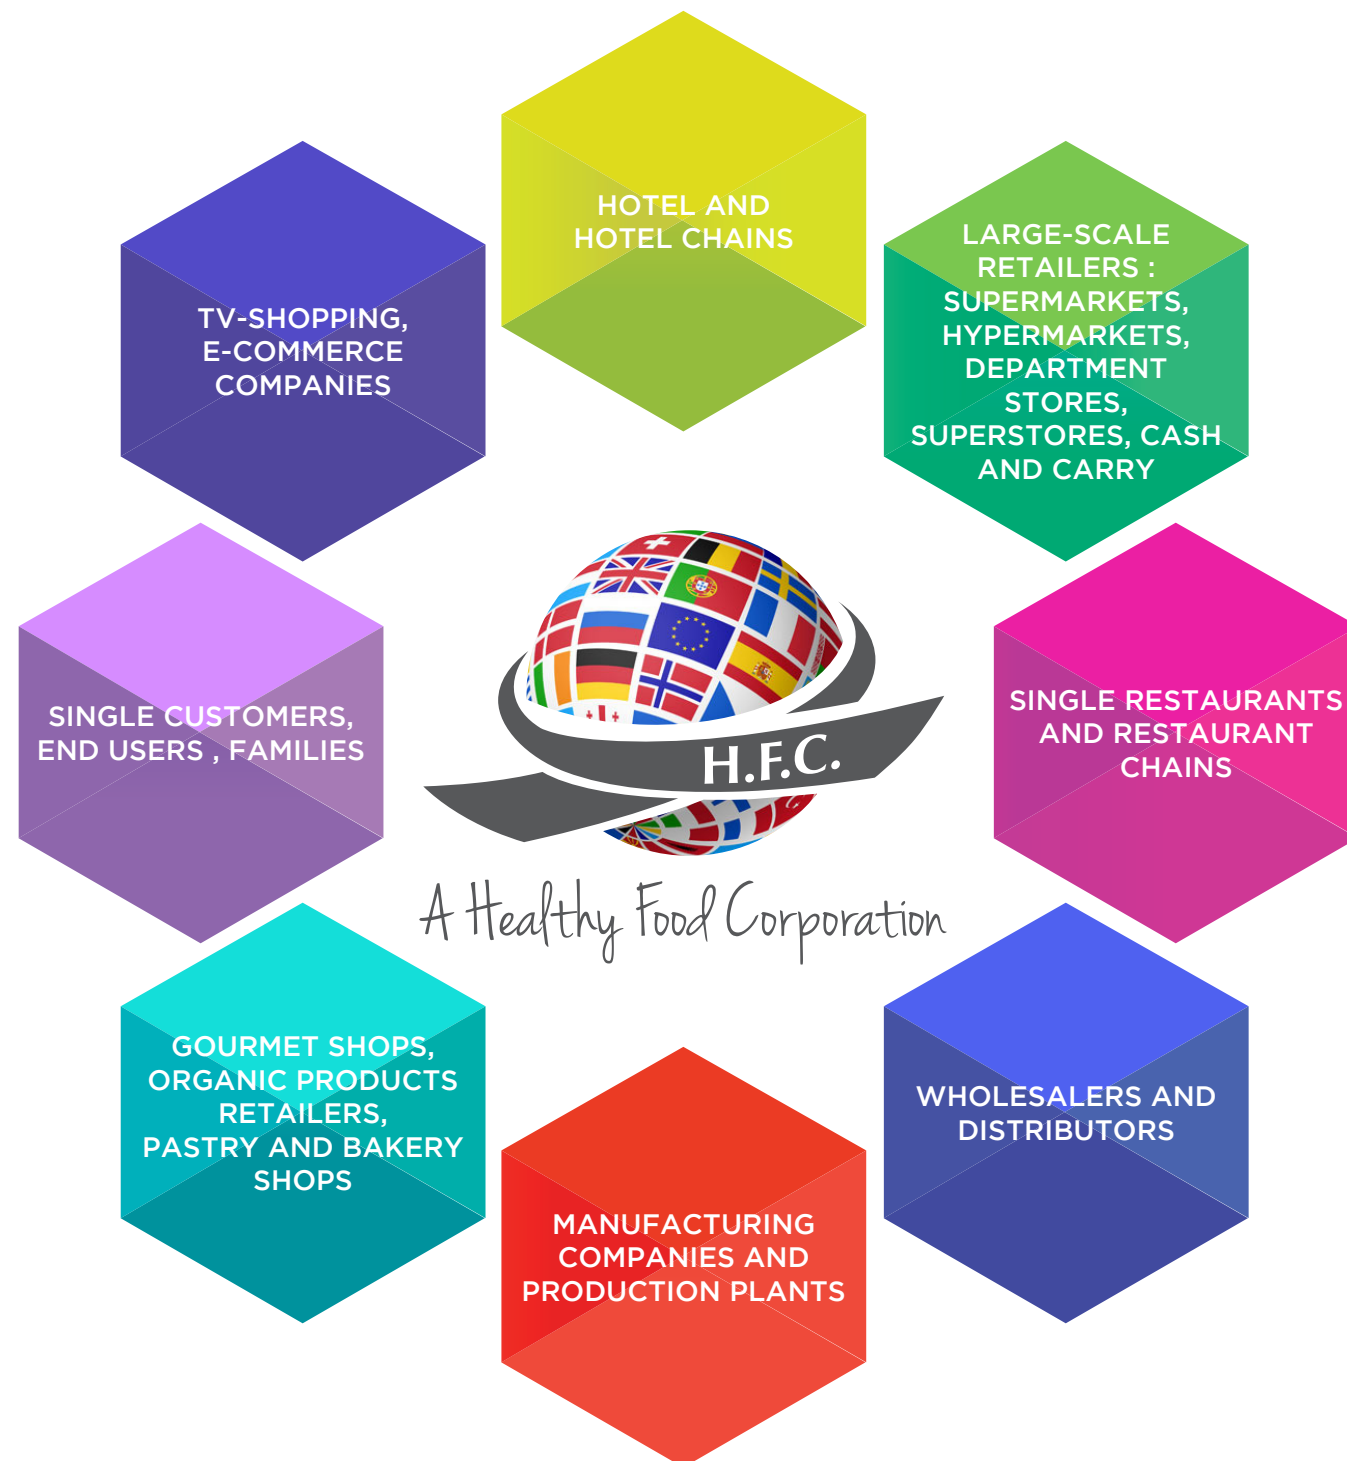 HOTEL AND
HOTEL CHAINS
LARGE-SCALE
RETAILERS :
SUPERMARKETS,
HYPERMARKETS,
DEPARTMENT
STORES,
SUPERSTORES, CASH
AND CARRY
TV-SHOPPING,
E-COMMERCE
COMPANIES
SINGLE CUSTOMERS,
END USERS , FAMILIES
SINGLE RESTAURANTS
AND RESTAURANT
CHAINS
H.F.C.
A Healthy Food Corporation
GOURMET SHOPS,
ORGANIC PRODUCTS
RETAILERS,
PASTRY AND BAKERY
SHOPS
WHOLESALERS AND
DISTRIBUTORS
MANUFACTURING
COMPANIES AND
PRODUCTION PLANTS